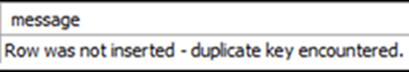 message
Row was not inserted - duplicate key encountered.